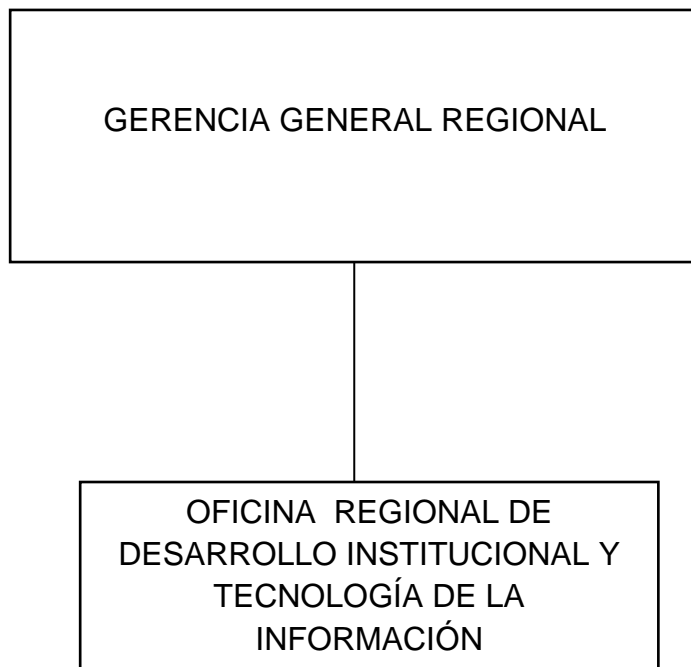 GERENCIA GENERAL REGIONAL
OFICINA REGIONAL DE
DESARROLLO INSTITUCIONAL Y
TECNOLOGÍA DE LA
INFORMACIÓN